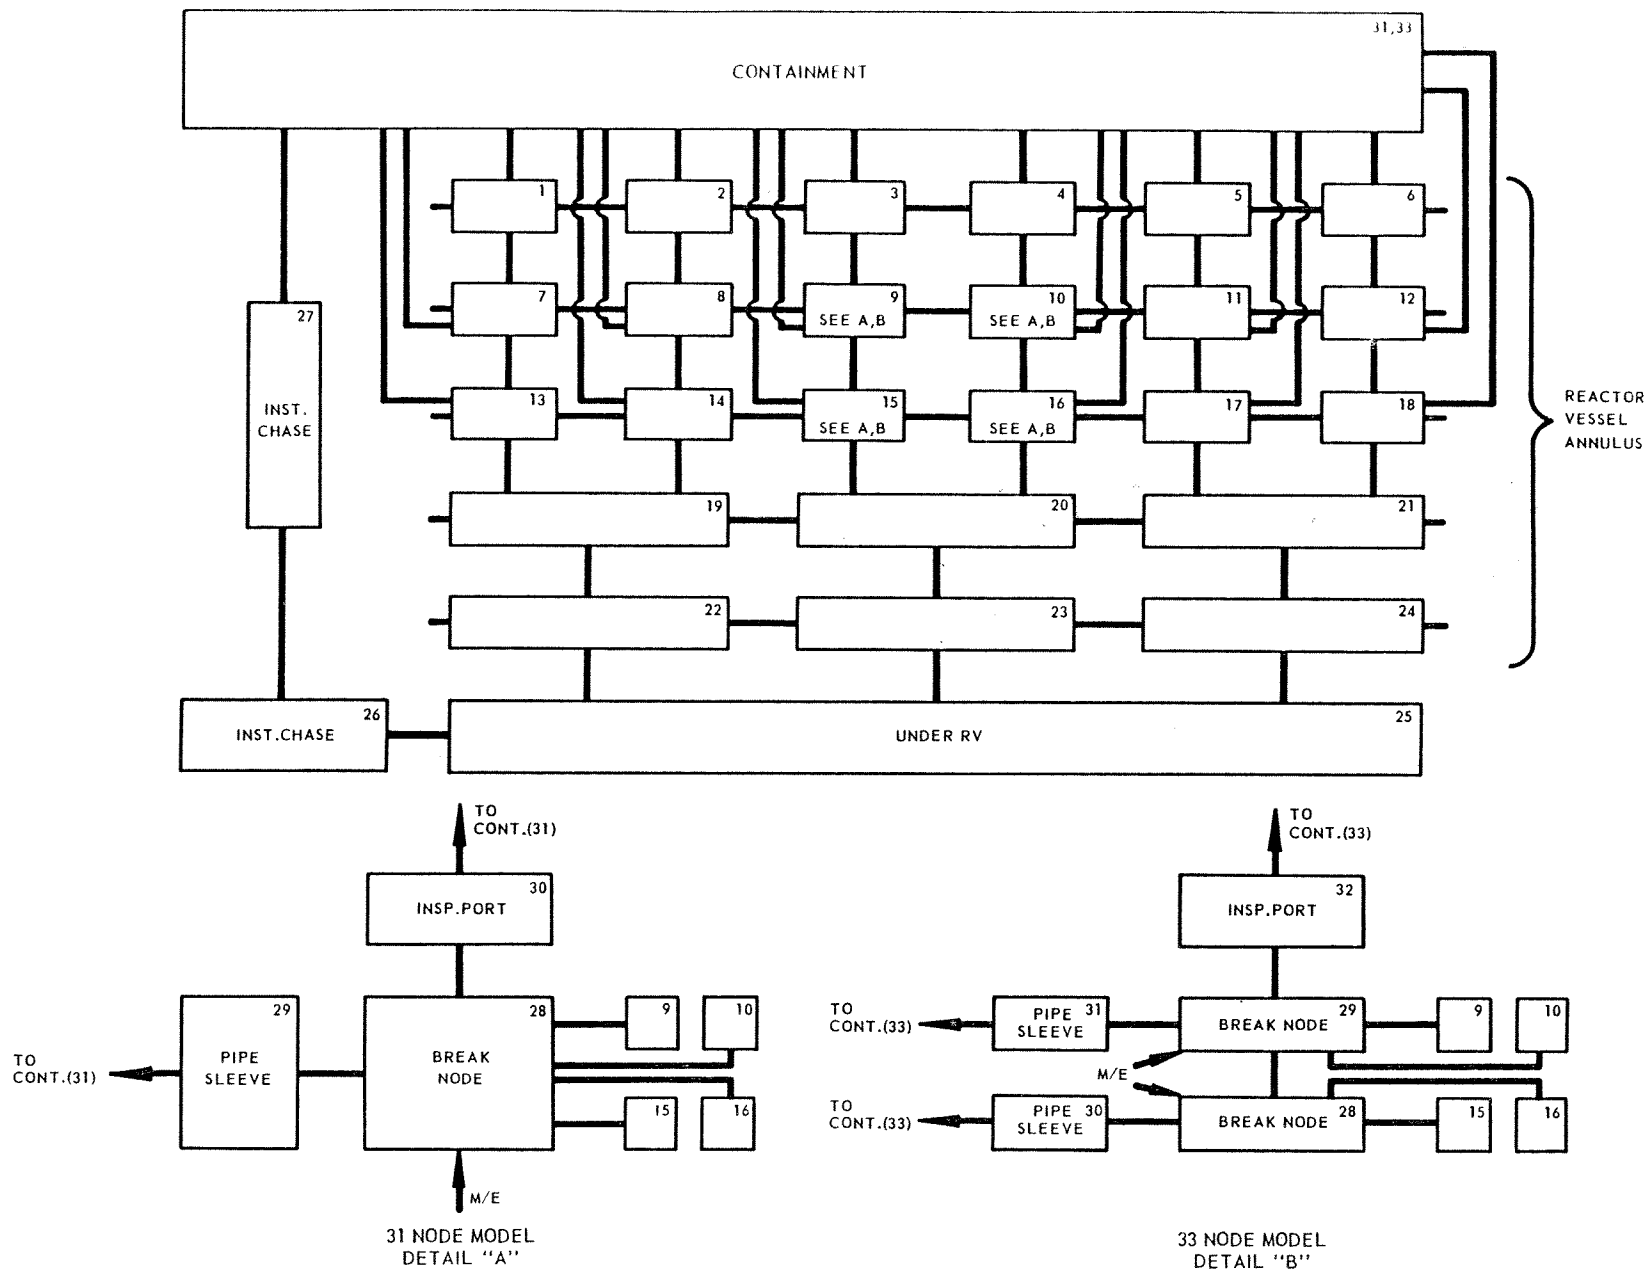 31,33
CONTAINMENT
1
2
3
4
5
6
7
8
9
10
11
12
27
SEE A,B
SEE A,B
INST.
CHASE
13
14
15
16
17
18
SEE A,B
SEE A,B
REACTOR
VESSEL
ANNULUS
19
20
21
22
23
24
26
INST.CHASE
25
UNDER RV
TO
CONT.(31)
30
INSP.PORT
29
PIPE
SLEEVE
28
BREAK
NODE
9
10
15
16
TO
CONT.(31)
M/E
31 NODE MODEL
DETAIL "A"
TO
CONT.(33)
32
INSP.PORT
TO
CONT.(33)
31
PIPE
SLEEVE
29
BREAK NODE
9
10
M/E
TO
CONT.(33)
30
PIPE
SLEEVE
28
BREAK NODE
15
16
33 NODE MODEL
DETAIL "B"